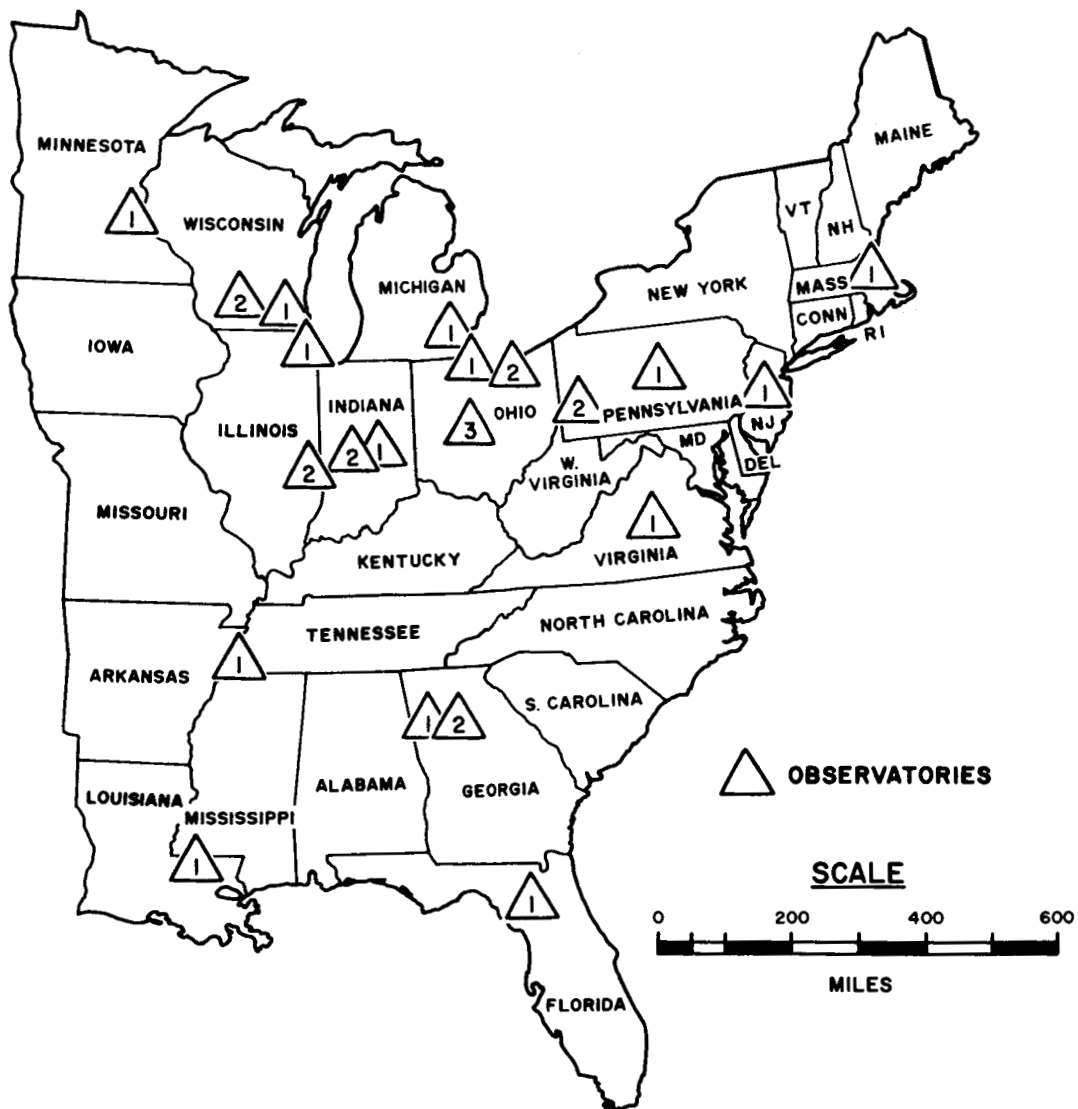 MAINE
MINNESOTA
1
WISCONSIN
VT
NH
1
MASS
MICHIGAN
NEW YORK
2
1
CONN
1
RI
IOWA
1
1
2
1
1
INDIANA
2
PENNSYLVANIA
OHIO
ILLINOIS
3
NJ
MD
2
1
2
DEL
W.
VIRGINIA
MISSOURI
1
KENTUCKY
VIRGINIA
NORTH CAROLINA
TENNESSEE
1
ARKANSAS
S. CAROLINA
1
2
OBSERVATORIES
ALABAMA
GEORGIA
LOUISIANA
MISSISSIPPI
1
SCALE
1
0 200 400 600
MILES
FLORIDA